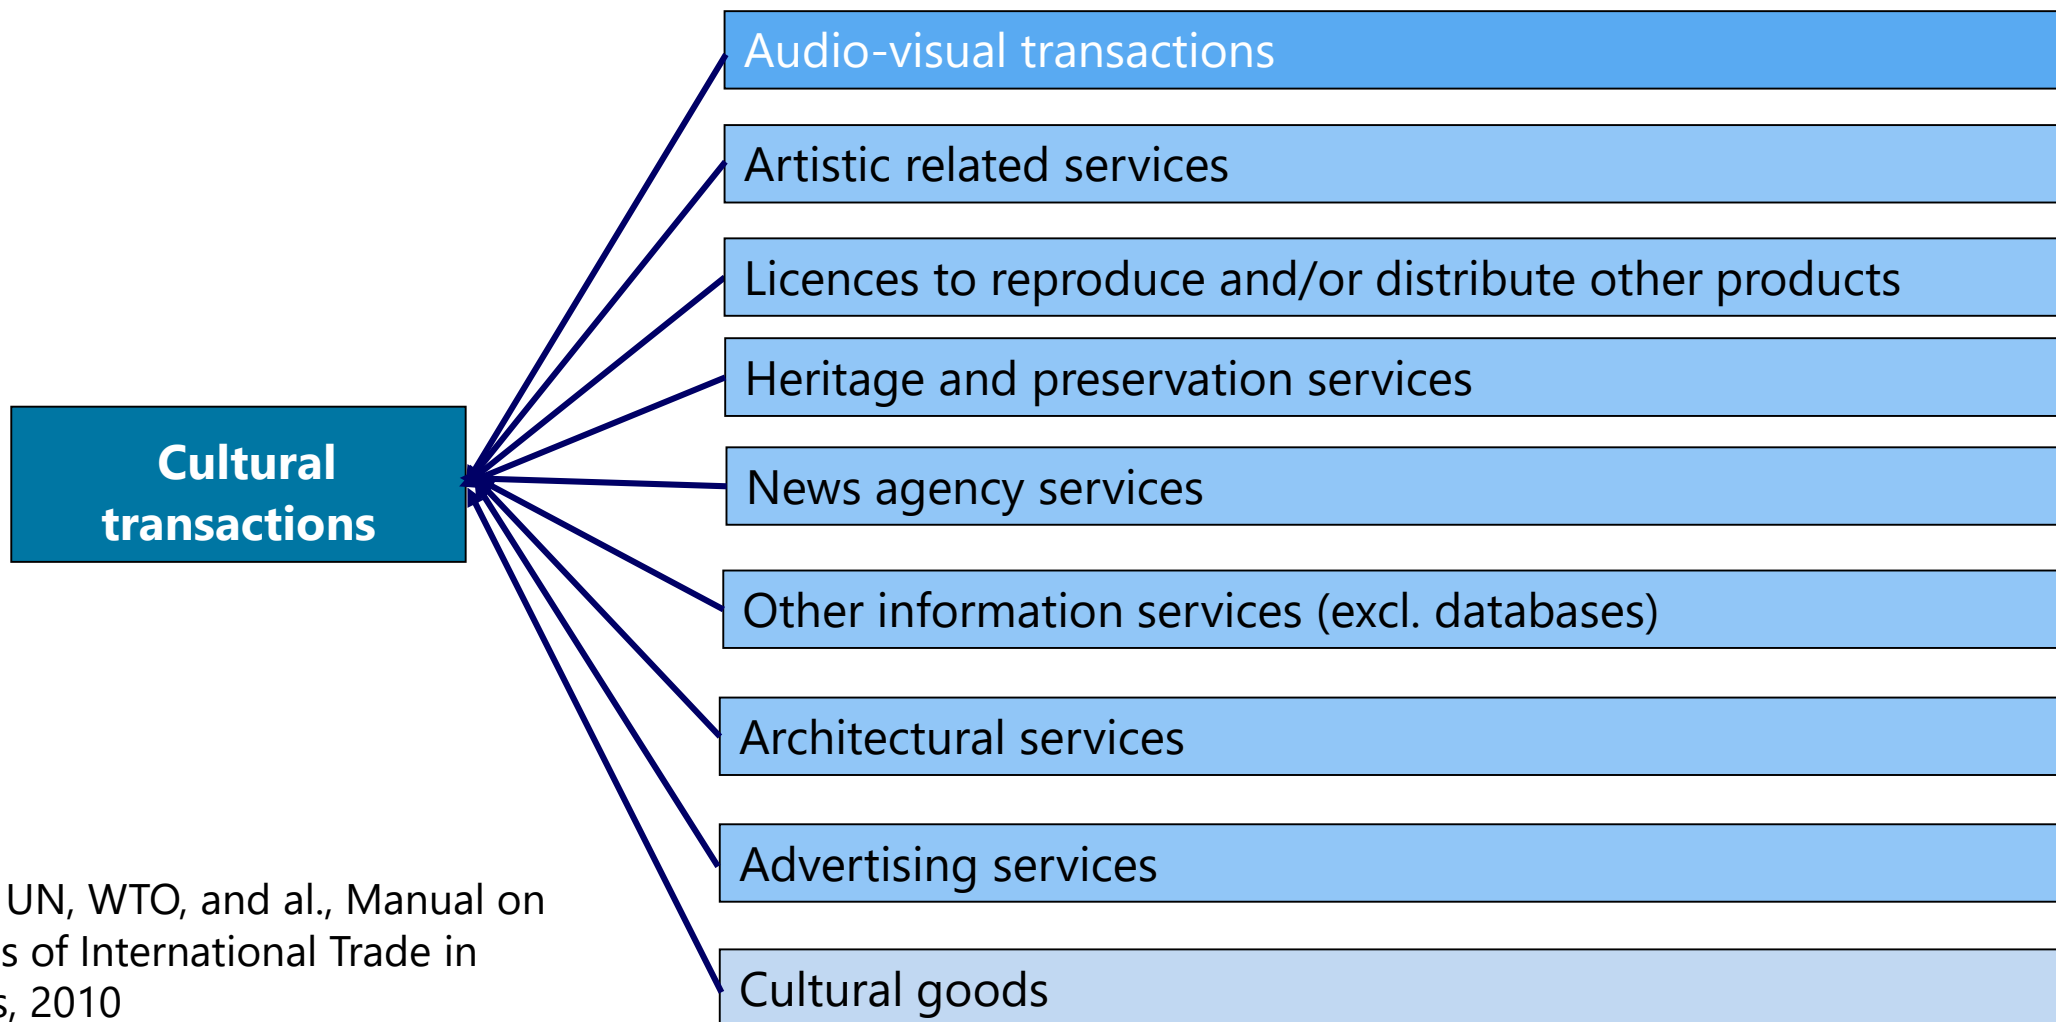 Audio-visual transactions
Artistic related services
Licences to reproduce and/or distribute other products
Heritage and preservation services
Cultural
transactions
News agency services
Other information services (excl. databases)
Architectural services
Advertising services
Cultural goods
UN, WTO, and al., Manual on
s of International Trade in
s, 2010